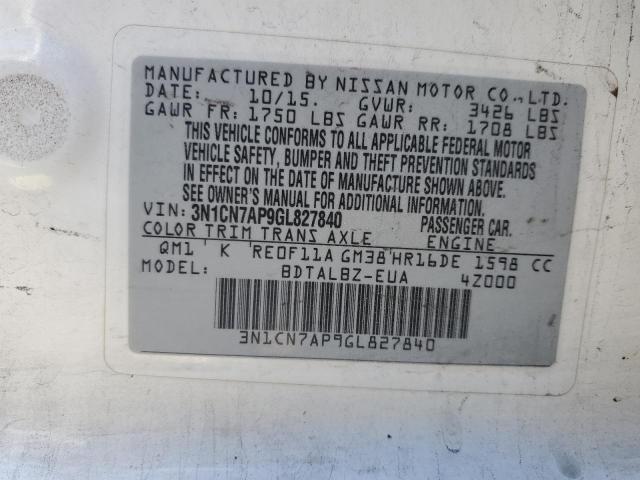 MANUFACTURED BY NISSAN MOTOR CO., LTD.
10/15. GVWR: 3426 LBS
GAWR FR: 1750 LBS GAWR RR: 1708 LBS
THIS VEHICLE CONFORMS TO ALL APPLICABLE FEDERAL MOTOR
VEHICLE SAFETY, BUMPER AND THEFT PREVENTION STANDARDS
IN EFFECT ON THE DATE OF MANUFACTURE SHOWN ABOVE.
SEE OWNER'S MANUAL FOR ADDITIONAL INFORMATION.
VIN: 3N1CN7AP9GL827840 PASSENGER CAR.
COLOR TRIM TRANS AXLE ENGINE
QM1 ' K ' RE0F11A GM38 ' HR16DE 1598 CC
MODEL: BDTALBZ-EUA 4Z000
3N1CN7AP9GL827840